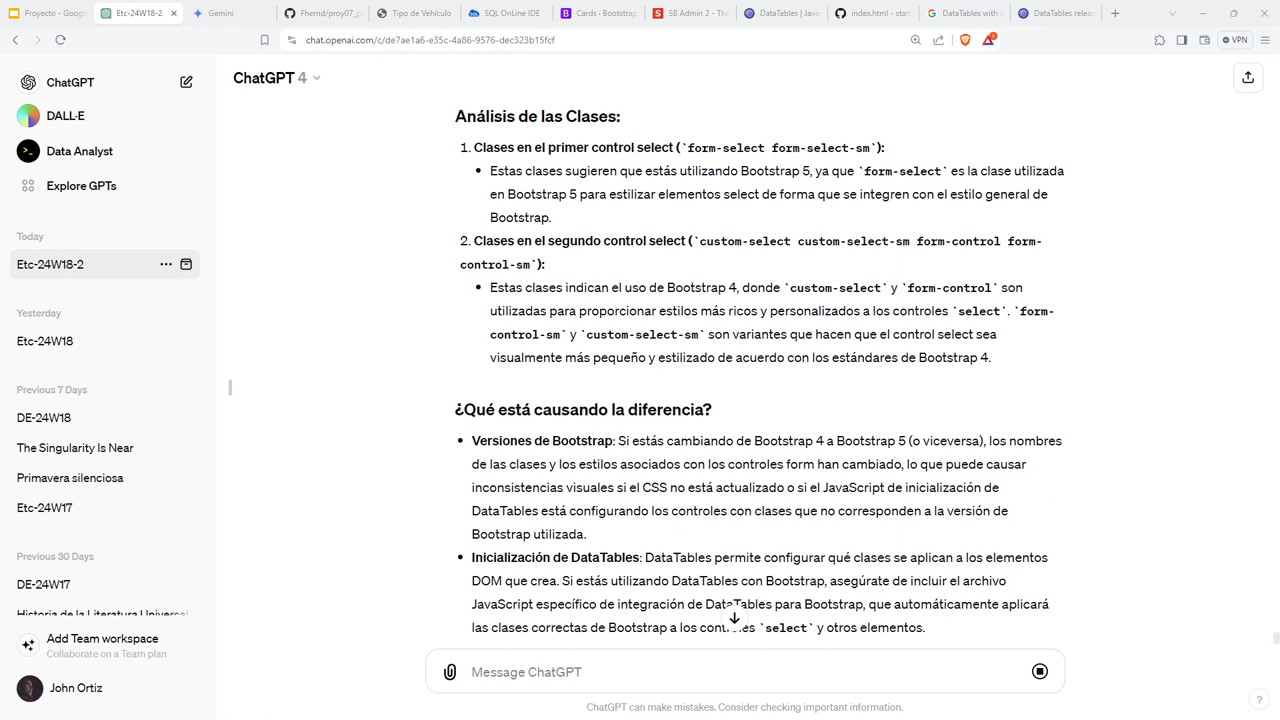 Proyecto - Googl
Etc-24W18-2
Gemini
Fhernd/proy07_p
Tipo de Vehículo
SQL OnLine IDE
Cards · Bootstrap
SB Admin 2 - The
DataTables | Java
index.html - start
DataTables with a
DataTables relea
chat.openai.com/c/de7ae1a6-e35c-4a86-9576-dec323b15fcf
VPN
ChatGPT
DALL·E
Data Analyst
Explore GPTs
Today
Etc-24W18-2
Yesterday
Etc-24W18
Previous 7 Days
DE-24W18
The Singularity Is Near
Primavera silenciosa
Etc-24W17
Previous 30 Days
DE-24W17
Historia de la Literatura Universal
Add Team workspace
Collaborate on a Team plan
John Ortiz
ChatGPT 4
Análisis de las Clases:
1. Clases en el primer control select (`form-select form-select-sm`):
• Estas clases sugieren que estás utilizando Bootstrap 5, ya que `form-select` es la clase utilizada
en Bootstrap 5 para estilizar elementos select de forma que se integren con el estilo general de
Bootstrap.
2. Clases en el segundo control select (`custom-select custom-select-sm form-control form-
control-sm`):
• Estas clases indican el uso de Bootstrap 4, donde `custom-select` y `form-control` son
utilizadas para proporcionar estilos más ricos y personalizados a los controles `select`. `form-
control-sm` y `custom-select-sm` son variantes que hacen que el control select sea
visualmente más pequeño y estilizado de acuerdo con los estándares de Bootstrap 4.
¿Qué está causando la diferencia?
• Versiones de Bootstrap: Si estás cambiando de Bootstrap 4 a Bootstrap 5 (o viceversa), los nombres
de las clases y los estilos asociados con los controles form han cambiado, lo que puede causar
inconsistencias visuales si el CSS no está actualizado o si el JavaScript de inicialización de
DataTables está configurando los controles con clases que no corresponden a la versión de
Bootstrap utilizada.
• Inicialización de DataTables: DataTables permite configurar qué clases se aplican a los elementos
DOM que crea. Si estás utilizando DataTables con Bootstrap, asegúrate de incluir el archivo
JavaScript específico de integración de DataTables para Bootstrap, que automáticamente aplicará
las clases correctas de Bootstrap a los controles `select` y otros elementos.
Message ChatGPT
ChatGPT can make mistakes. Consider checking important information.
?